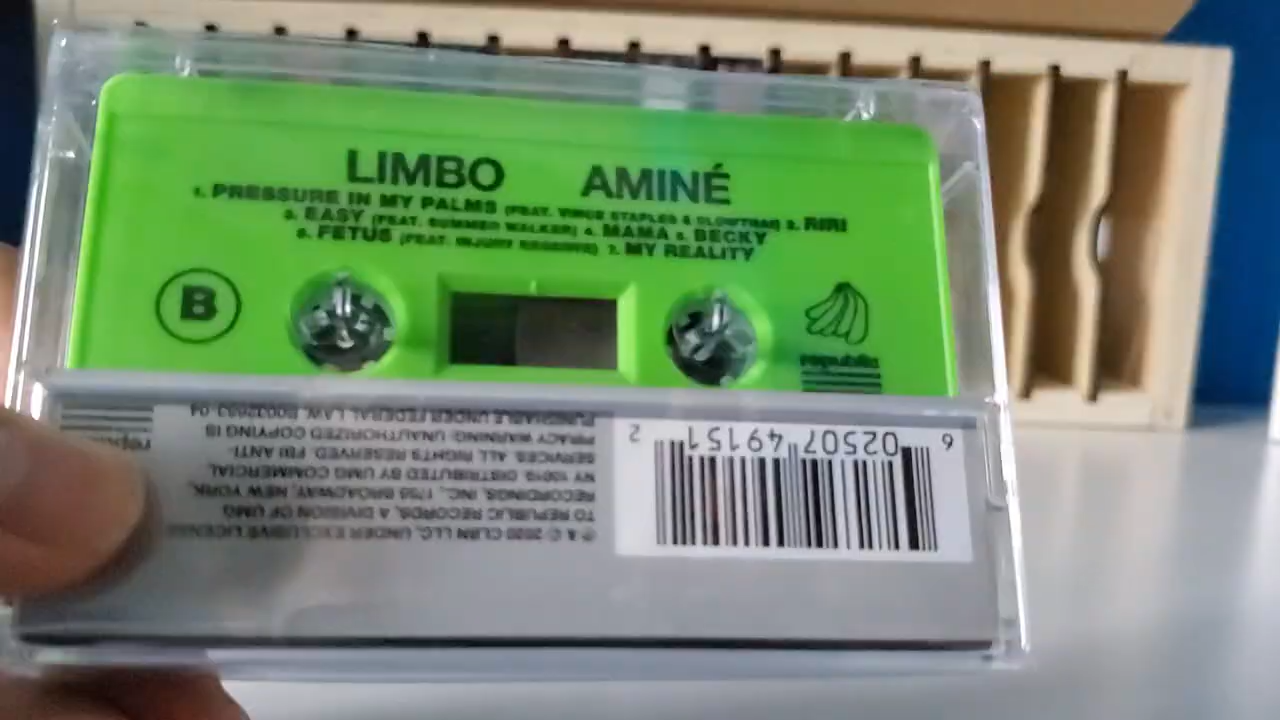 LIMBO AMINÉ
1. PRESSURE IN MY PALMS (FEAT. VINCE STAPLES & SLOWTHAI) 2. RIRI
3. EASY (FEAT. SUMMER WALKER) 4. MAMA 5. BECKY
6. FETUS (FEAT. INJURY RESERVE) 7. MY REALITY
B
republic
6 02507 49151 2
℗ & © 2020 CLBN LLC, UNDER EXCLUSIVE LICENSE
TO REPUBLIC RECORDS, A DIVISION OF UMG
RECORDINGS, INC., 1755 BROADWAY, NEW YORK,
NY 10019. DISTRIBUTED BY UMG COMMERCIAL
SERVICES. ALL RIGHTS RESERVED. FBI ANTI-
PIRACY WARNING: UNAUTHORIZED COPYING IS
PUNISHABLE UNDER FEDERAL LAW.